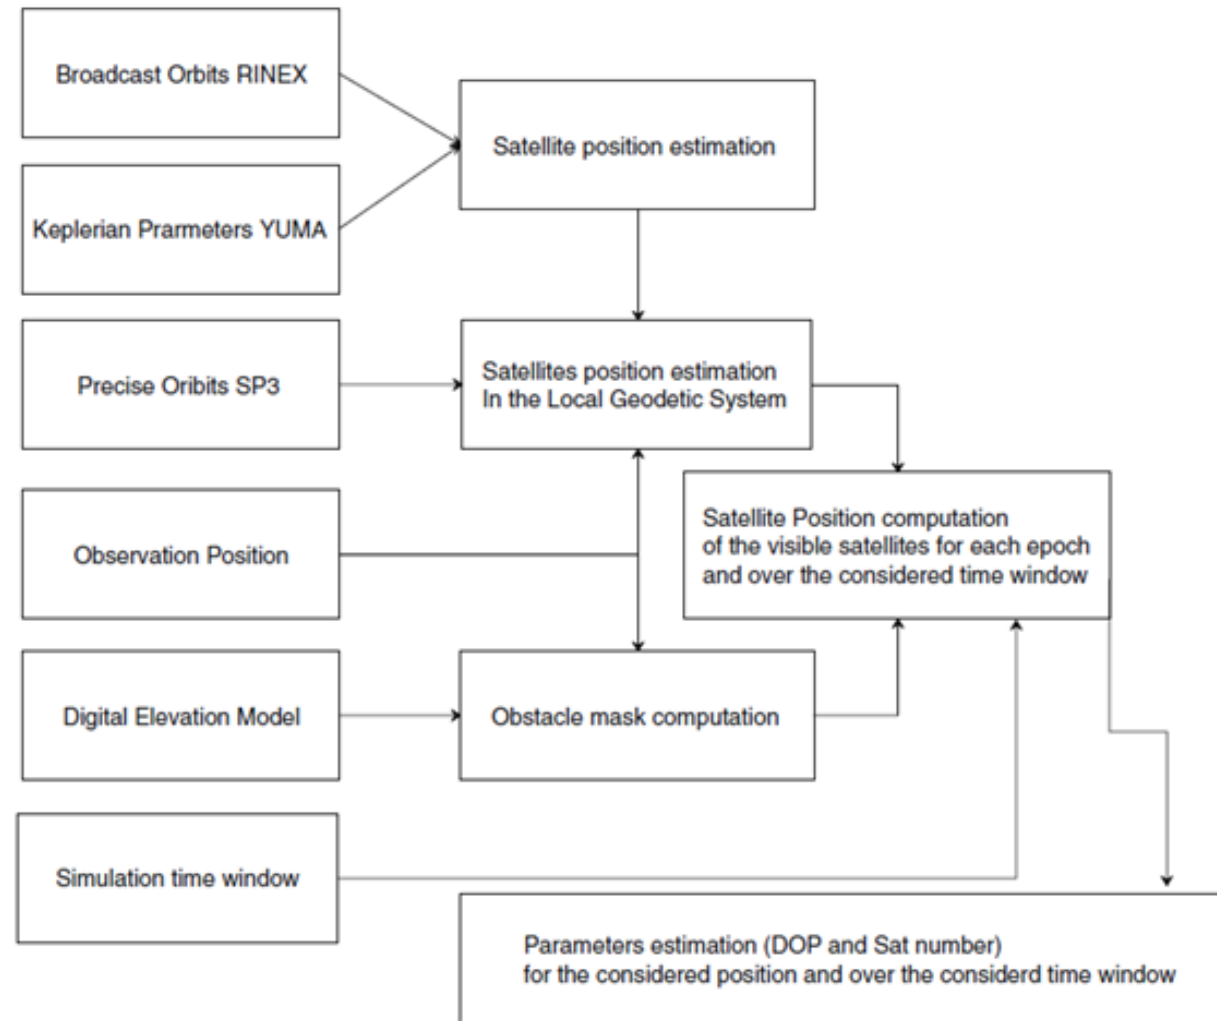 Broadcast Orbits RINEX
Satellite position estimation
Keplerian Prarmeters YUMA
Precise Oribits SP3
Satellites position estimation
In the Local Geodetic System
Observation Position
Satellite Position computation
of the visible satellites for each epoch
and over the considered time window
Digital Elevation Model
Obstacle mask computation
Simulation time window
Parameters estimation (DOP and Sat number)
for the considered position and over the considerd time window